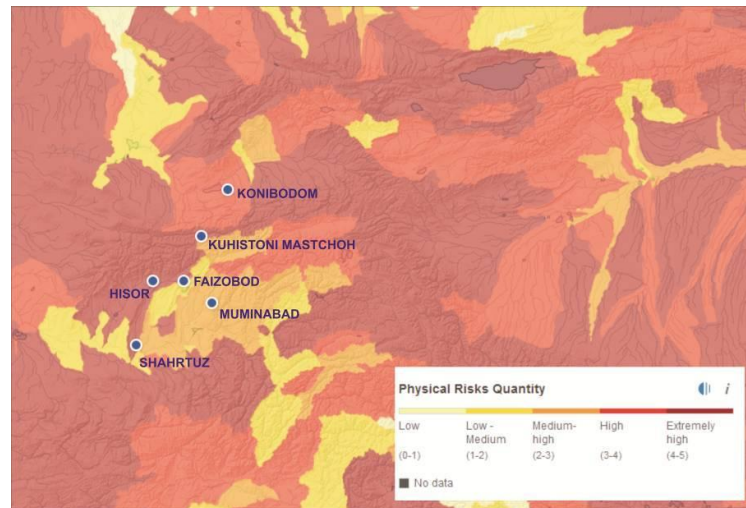 KONIBODOM
KUHISTONI MASTCHOH
HISOR
FAIZOBOD
MUMINABAD
SHAHRTUZ
Physical Risks Quantity i
Low Low - Medium- High Extremely
Medium high high
(0-1) (1-2) (2-3) (3-4) (4-5)
No data